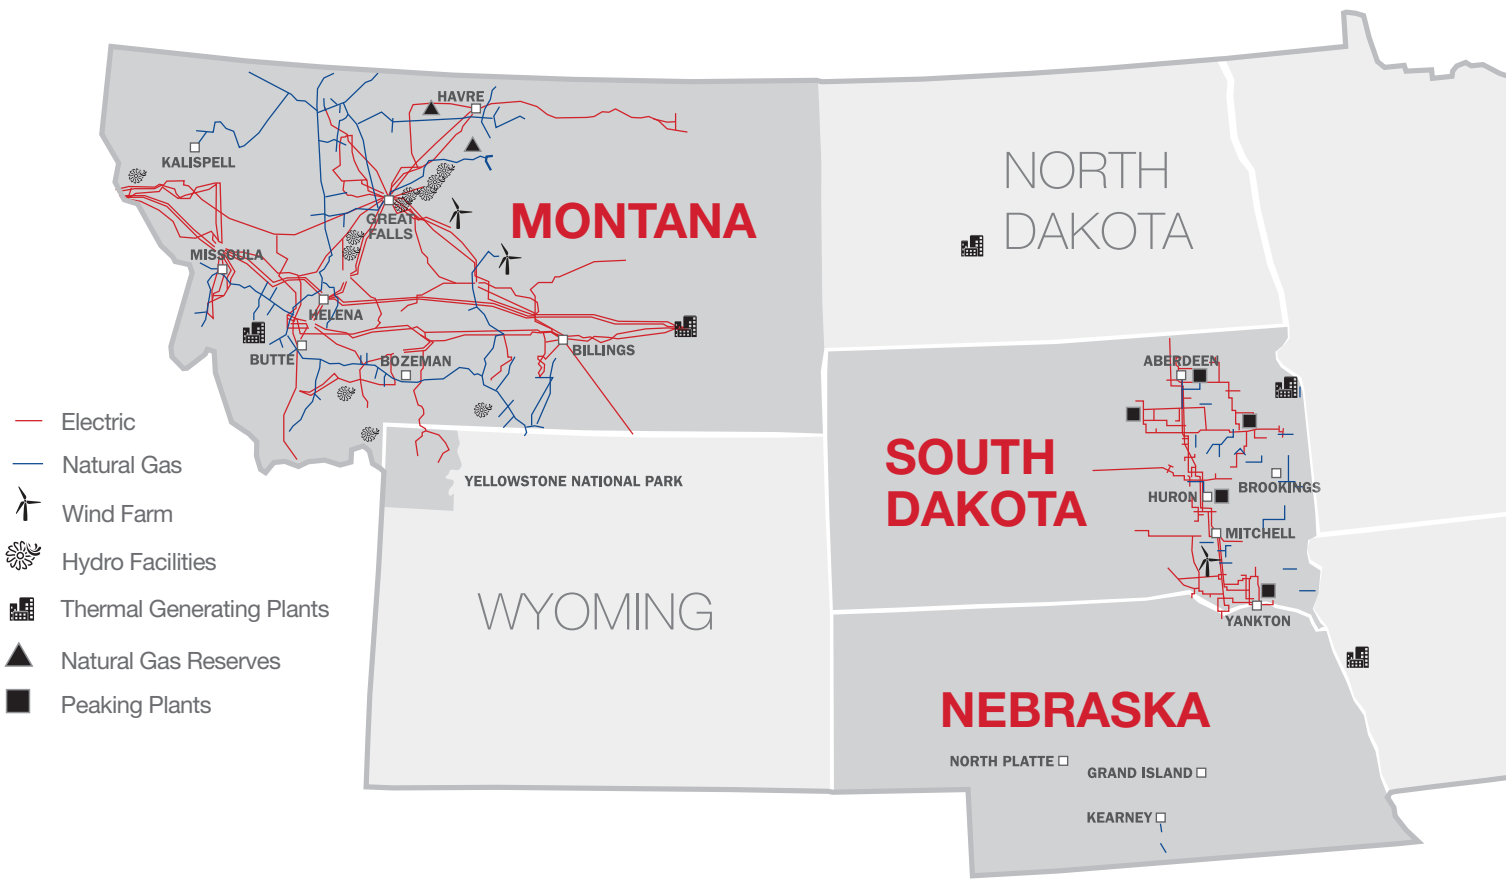 HAVRE
KALISPELL
GREAT
FALLS
MONTANA
MISSOULA
HELENA
BUTTE
BOZEMAN
BILLINGS
NORTH
DAKOTA
ABERDEEN
SOUTH
DAKOTA
HURON
BROOKINGS
MITCHELL
YANKTON
YELLOWSTONE NATIONAL PARK
WYOMING
NEBRASKA
NORTH PLATTE
GRAND ISLAND
KEARNEY
Electric
Natural Gas
Wind Farm
Hydro Facilities
Thermal Generating Plants
Natural Gas Reserves
Peaking Plants